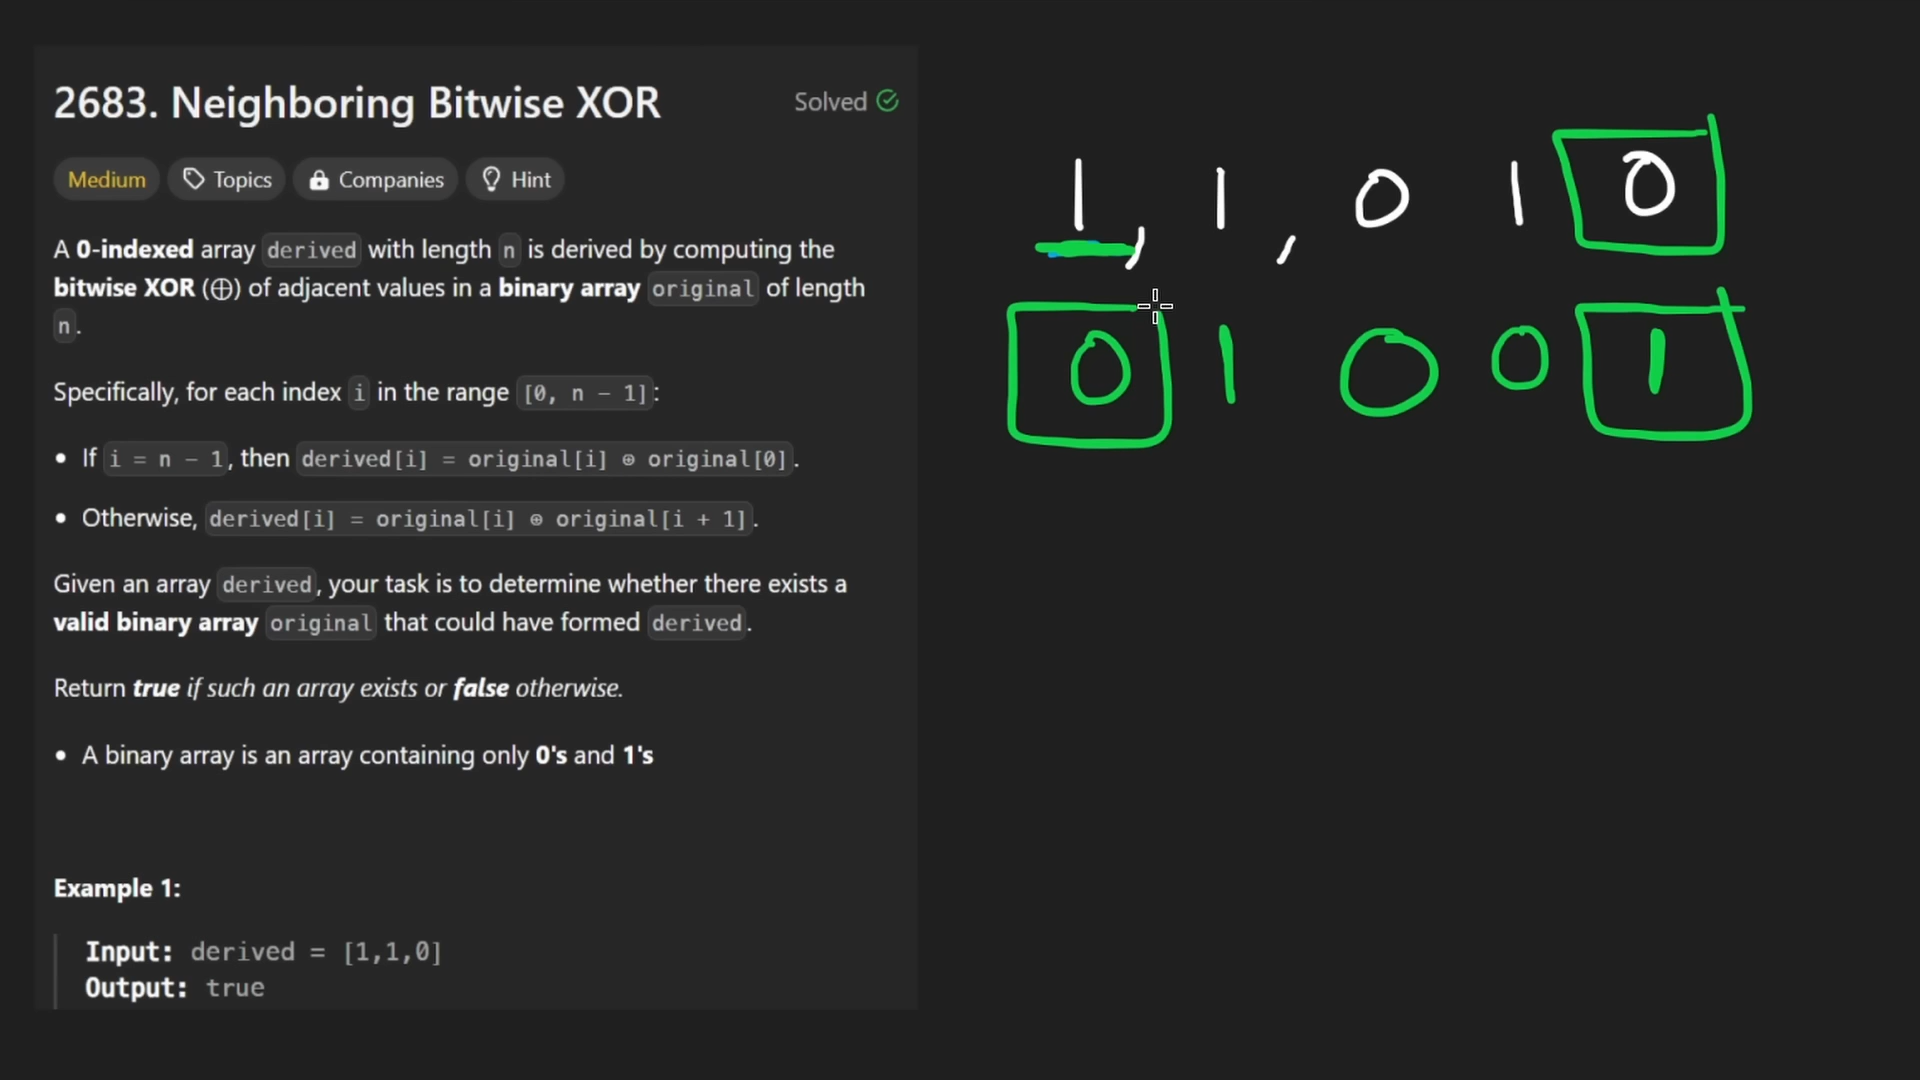 2683. Neighboring Bitwise XOR
Solved
Medium Topics Companies Hint
A 0-indexed array derived with length n is derived by computing the
bitwise XOR (⊕) of adjacent values in a binary array original of length
n.
Specifically, for each index i in the range [0, n - 1]:
• If i = n - 1, then derived[i] = original[i] ⊕ original[0].
• Otherwise, derived[i] = original[i] ⊕ original[i + 1].
Given an array derived, your task is to determine whether there exists a
valid binary array original that could have formed derived.
Return true if such an array exists or false otherwise.
• A binary array is an array containing only 0's and 1's
Example 1:
Input: derived = [1,1,0]
Output: true
1, 1, 0 1 0
0 1 0 0 1